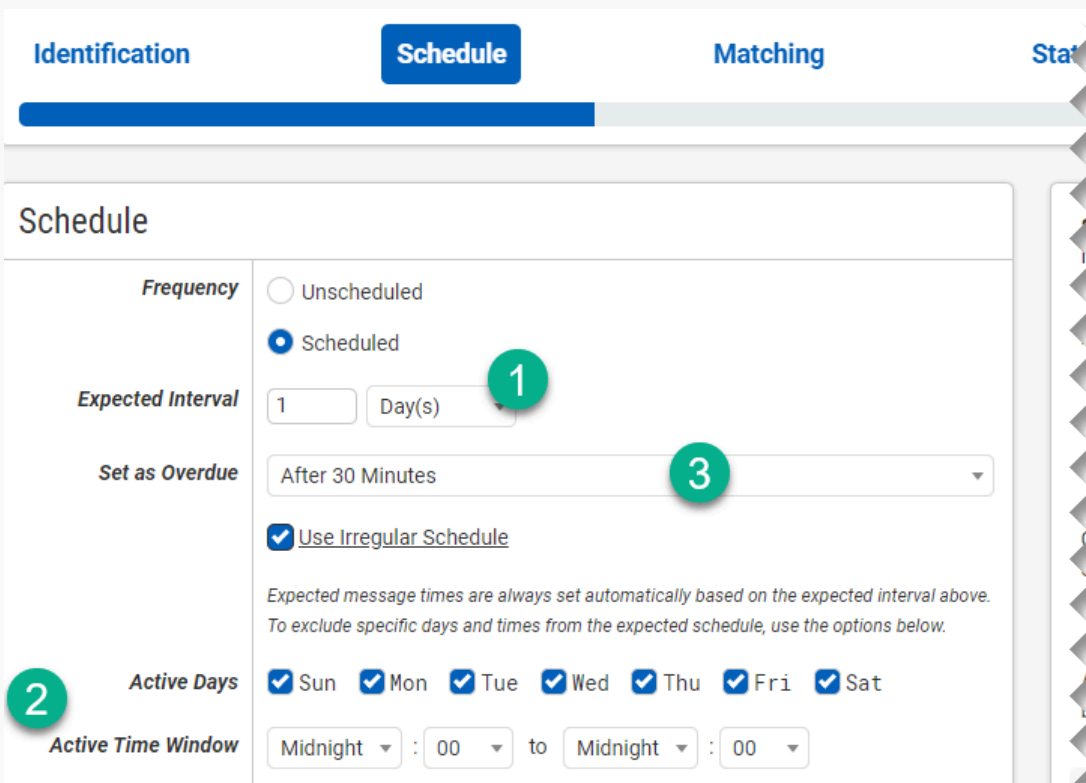 Identification Schedule Matching Stat
Schedule
Frequency Unscheduled
Scheduled
1
Expected Interval 1 Day(s)
Set as Overdue After 30 Minutes 3
Use Irregular Schedule
Expected message times are always set automatically based on the expected interval above.
To exclude specific days and times from the expected schedule, use the options below.
2 Active Days Sun Mon Tue Wed Thu Fri Sat
Active Time Window Midnight : 00 to Midnight : 00